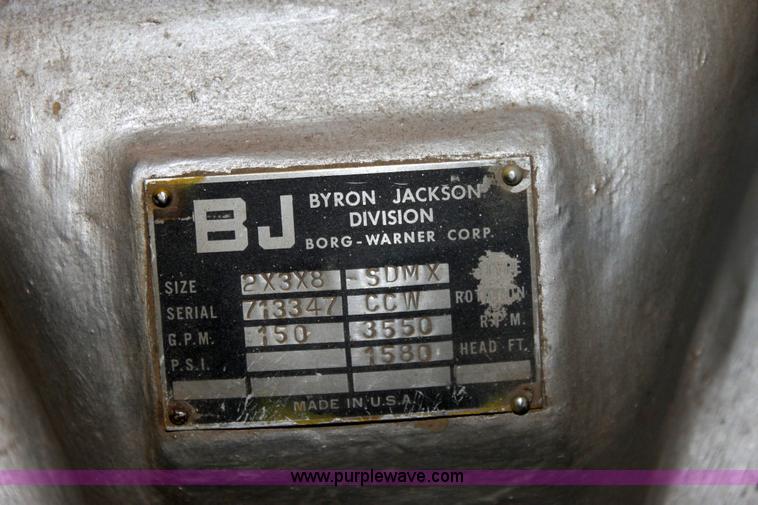 BJ
BYRON JACKSON
DIVISION
BORG-WARNER CORP.
SIZE 2X3X8 SDMX
SERIAL 713347 CCW ROTATION
G.P.M. 150 3550 R.P.M.
P.S.I. 1580 HEAD FT.
MADE IN U.S.A.
www.purplewave.com